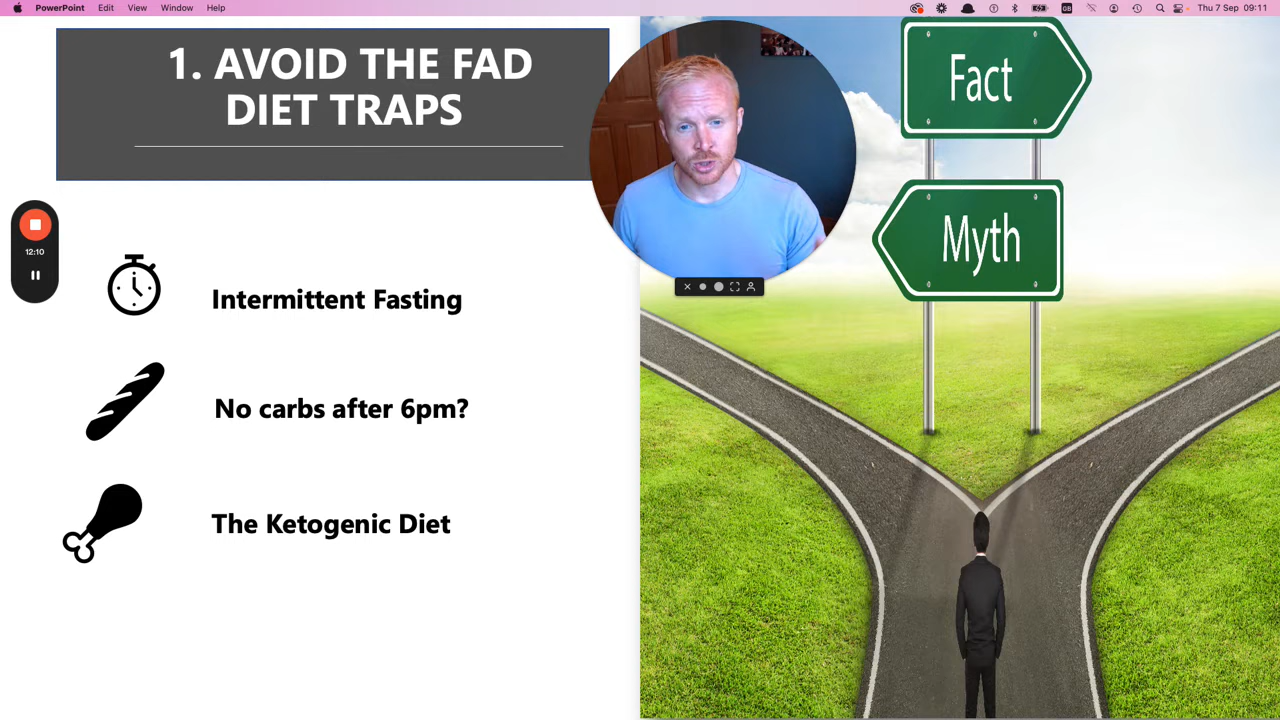 PowerPoint Edit View Window Help
GB
Thu 7 Sep 09:11
1. AVOID THE FAD
DIET TRAPS
12:10
Intermittent Fasting
No carbs after 6pm?
The Ketogenic Diet
Fact
Myth